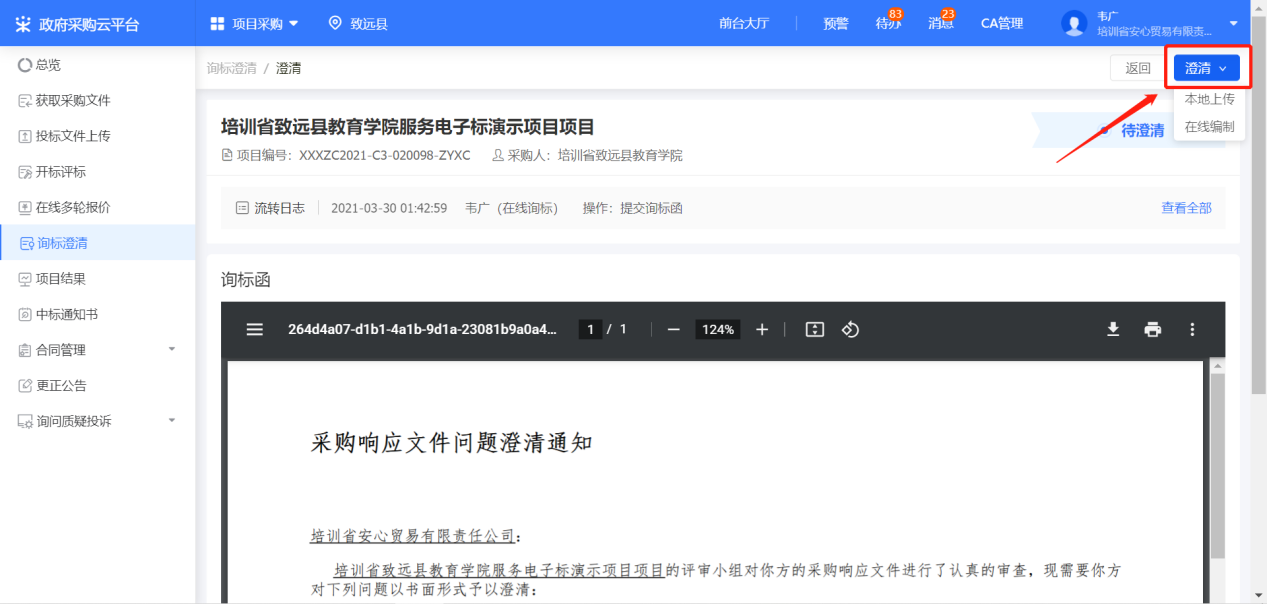 政府采购云平台
项目采购
致远县
前台大厅
预警
待办
83
消息
23
CA管理
韦广
培训省安心贸易有限责...
总览
获取采购文件
投标文件上传
开标评标
在线多轮报价
询标澄清
项目结果
中标通知书
合同管理
更正公告
询问质疑投诉
询标澄清 / 澄清
返回
澄清
本地上传
在线编制
培训省致远县教育学院服务电子标演示项目项目
项目编号: XXXZC2021-C3-020098-ZYXC 采购人: 培训省致远县教育学院
待澄清
流转日志 2021-03-30 01:42:59 韦广 (在线询标) 操作: 提交询标函 查看全部
询标函
264d4a07-d1b1-4a1b-9d1a-23081b9a0a4... 1 / 1 124%
采购响应文件问题澄清通知
培训省安心贸易有限责任公司:
培训省致远县教育学院服务电子标演示项目项目的评审小组对你方的采购响应文件进行了认真的审查，现需要你方
对下列问题以书面形式予以澄清: